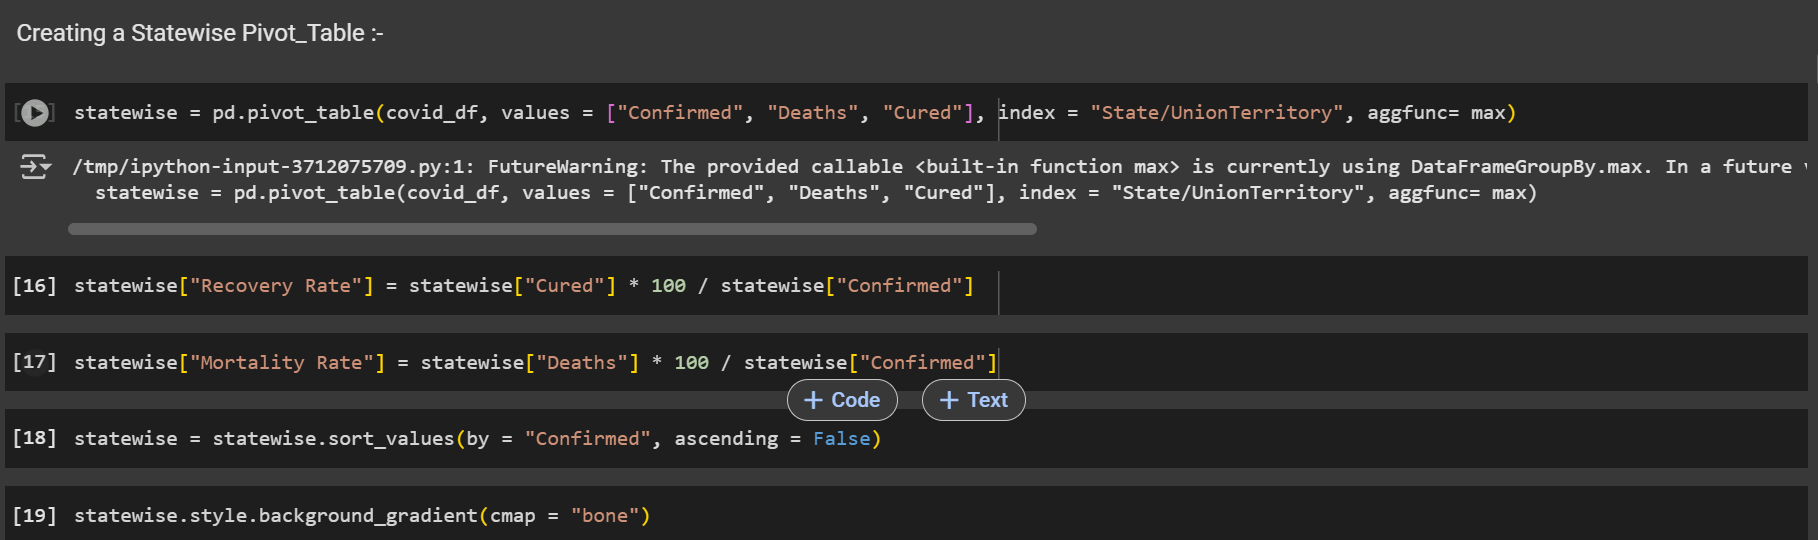 Creating a Statewise Pivot_Table :-
statewise = pd.pivot_table(covid_df, values = ["Confirmed", "Deaths", "Cured"], index = "State/UnionTerritory", aggfunc= max)
/tmp/ipython-input-3712075709.py:1: FutureWarning: The provided callable <built-in function max> is currently using DataFrameGroupBy.max. In a future
statewise = pd.pivot_table(covid_df, values = ["Confirmed", "Deaths", "Cured"], index = "State/UnionTerritory", aggfunc= max)
[16] statewise["Recovery Rate"] = statewise["Cured"] * 100 / statewise["Confirmed"]
[17] statewise["Mortality Rate"] = statewise["Deaths"] * 100 / statewise["Confirmed"]
+ Code + Text
[18] statewise = statewise.sort_values(by = "Confirmed", ascending = False)
[19] statewise.style.background_gradient(cmap = "bone")